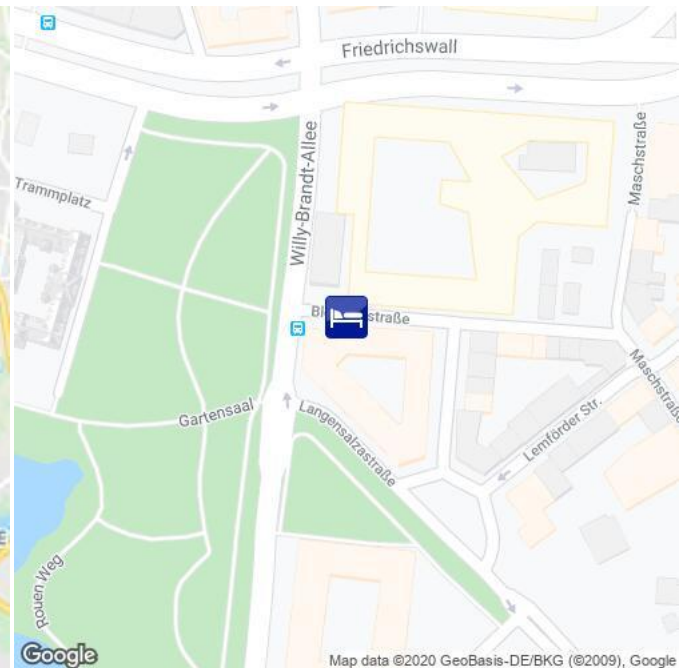 Friedrichswall
Maschstraße
Willy-Brandt-Allee
Trammplatz
straße
Maschstraße
Gartensaal
Langensalzastraße
Lemförder Str.
Rouen Weg
Google
Map data ©2020 GeoBasis-DE/BKG (©2009), Google